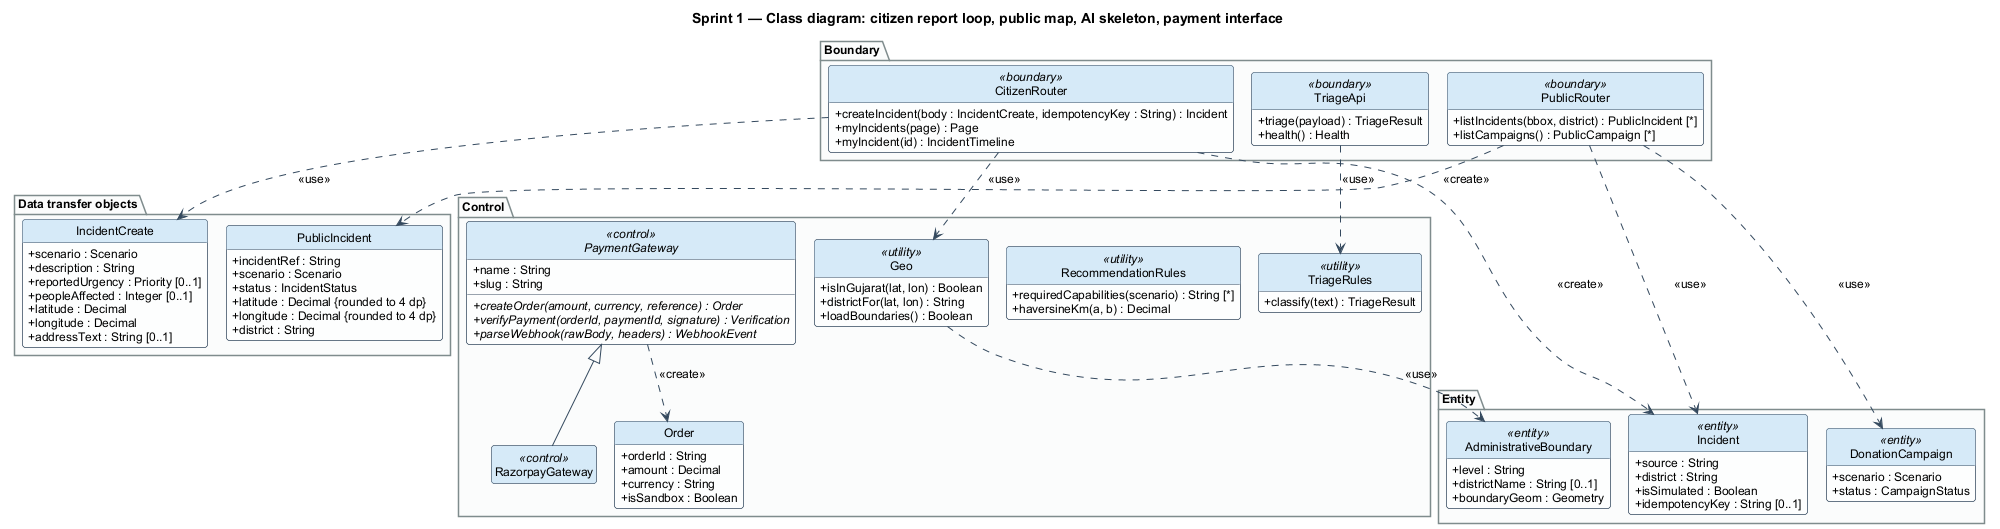 Sprint 1 — Class diagram: citizen report loop, public map, AI skeleton, payment interface
Boundary
«boundary»
CitizenRouter
+createIncident(body : IncidentCreate, idempotencyKey : String) : Incident
+myIncidents(page) : Page
+myIncident(id) : IncidentTimeline
«boundary»
TriageApi
+triage(payload) : TriageResult
+health() : Health
«boundary»
PublicRouter
+listIncidents(bbox, district) : PublicIncident [*]
+listCampaigns() : PublicCampaign [*]
«use»
«use»
«use»
«create»
Data transfer objects
IncidentCreate
+scenario : Scenario
+description : String
+reportedUrgency : Priority [0..1]
+peopleAffected : Integer [0..1]
+latitude : Decimal
+longitude : Decimal
+addressText : String [0..1]
PublicIncident
+incidentRef : String
+scenario : Scenario
+status : IncidentStatus
+latitude : Decimal {rounded to 4 dp}
+longitude : Decimal {rounded to 4 dp}
+district : String
Control
«control»
PaymentGateway
+name : String
+slug : String
+createOrder(amount, currency, reference) : Order
+verifyPayment(orderId, paymentId, signature) : Verification
+parseWebhook(rawBody, headers) : WebhookEvent
«utility»
Geo
+isInGujarat(lat, lon) : Boolean
+districtFor(lat, lon) : String
+loadBoundaries() : Boolean
«utility»
RecommendationRules
+requiredCapabilities(scenario) : String [*]
+haversineKm(a, b) : Decimal
«utility»
TriageRules
+classify(text) : TriageResult
«create»
«use»
«use»
«create»
«use»
«control»
RazorpayGateway
Order
+orderId : String
+amount : Decimal
+currency : String
+isSandbox : Boolean
Entity
«entity»
AdministrativeBoundary
+level : String
+districtName : String [0..1]
+boundaryGeom : Geometry
«entity»
Incident
+source : String
+district : String
+isSimulated : Boolean
+idempotencyKey : String [0..1]
«entity»
DonationCampaign
+scenario : Scenario
+status : CampaignStatus